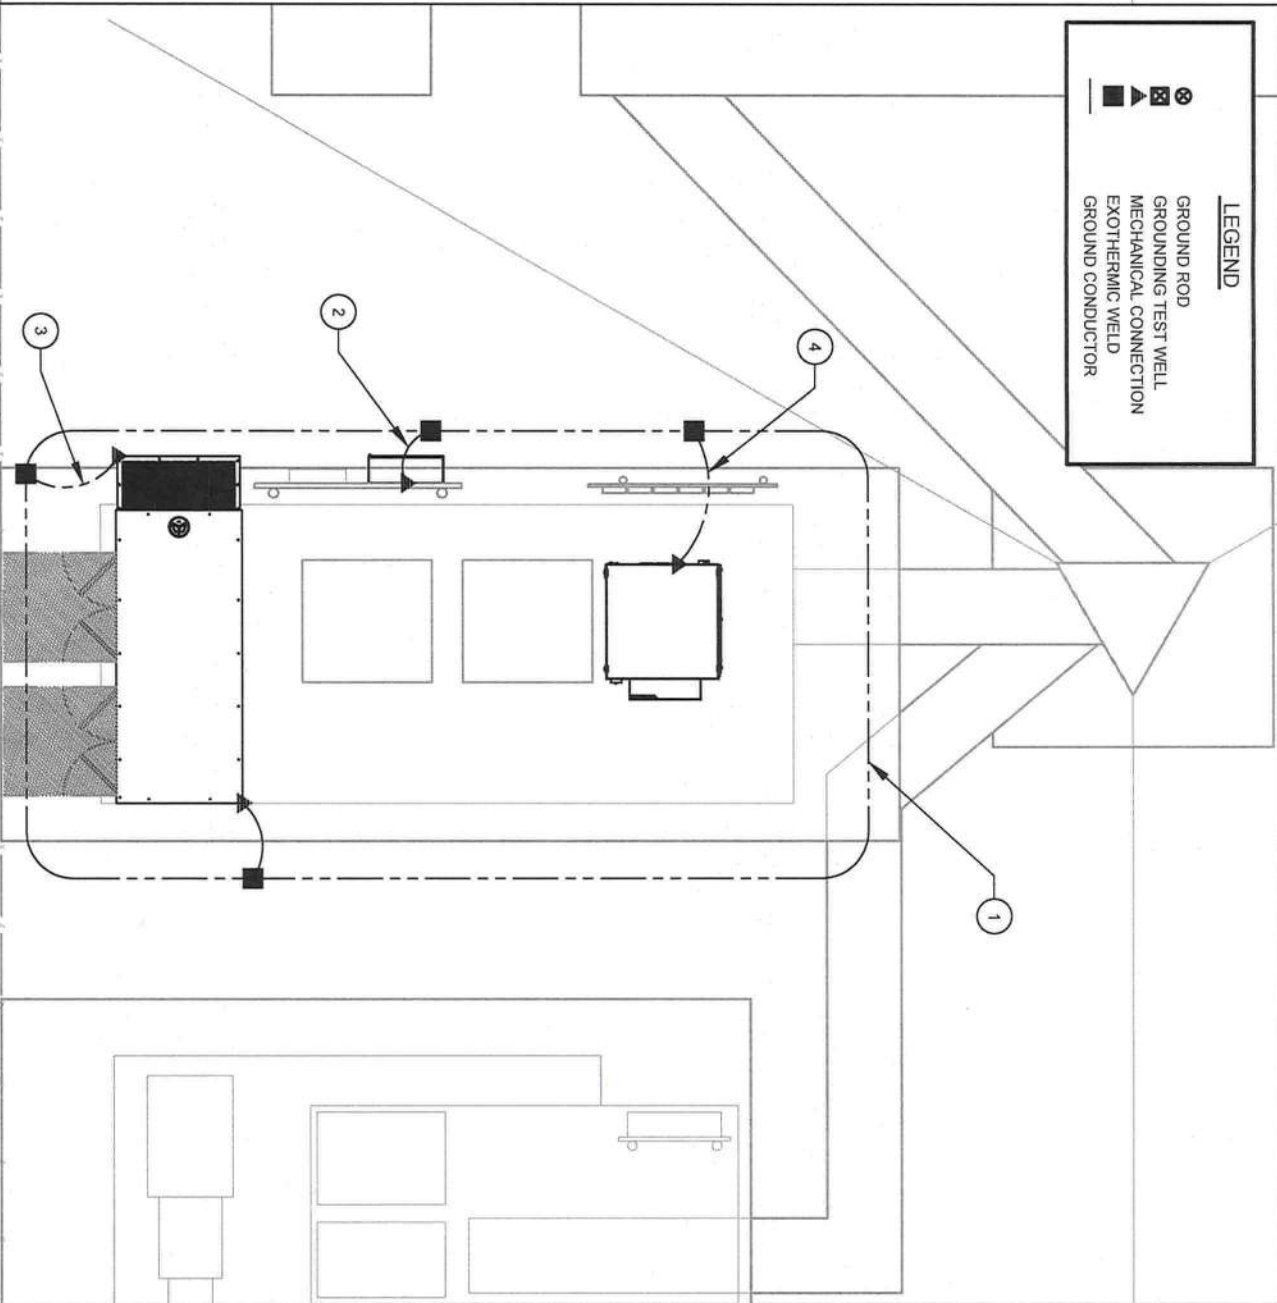 LEGEND
GROUND ROD
GROUNDING TEST WELL
MECHANICAL CONNECTION
EXOTHERMIC WELD
GROUND CONDUCTOR
4
2
3
1